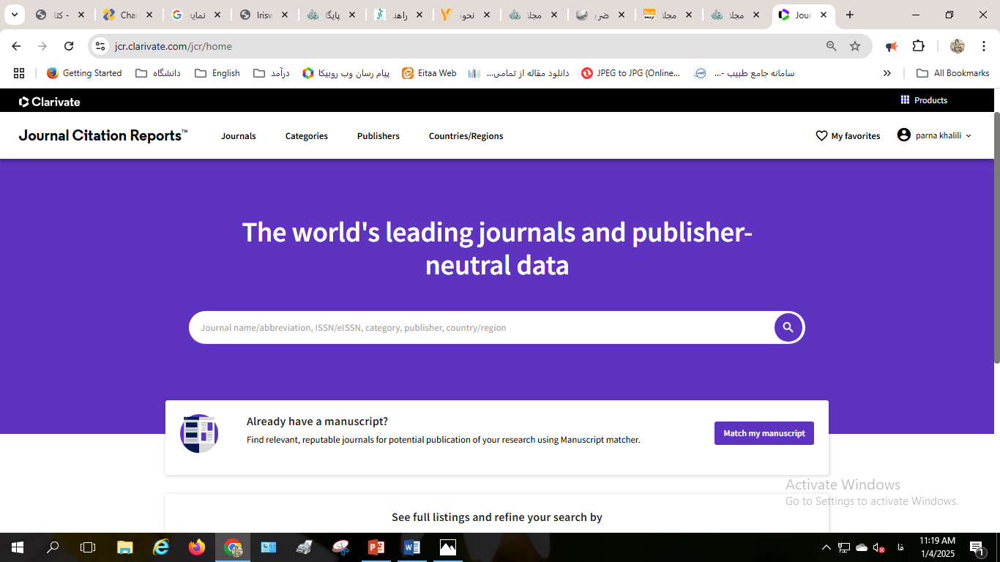 - کتا
Cha
نمایه
Irisw
پایگا
راهنـ
نحوه
مجلا
ضریـ
مجلا
مجلا
Jour
jcr.clarivate.com/jcr/home
Getting Started
دانشگاه
English
درآمد
پیام رسان وب روبیکا
Eitaa Web
دانلود مقاله از تمامی...
JPEG to JPG (Online...
سامانه جامع طبیب -...
All Bookmarks
Clarivate
Products
Journal Citation Reports™
Journals
Categories
Publishers
Countries/Regions
My favorites
parna khalili
The world's leading journals and publisher-
neutral data
Journal name/abbreviation, ISSN/eISSN, category, publisher, country/region
Already have a manuscript?
Find relevant, reputable journals for potential publication of your research using Manuscript matcher.
Match my manuscript
Activate Windows
Go to Settings to activate Windows.
See full listings and refine your search by
فا
11:19 AM
1/4/2025
1